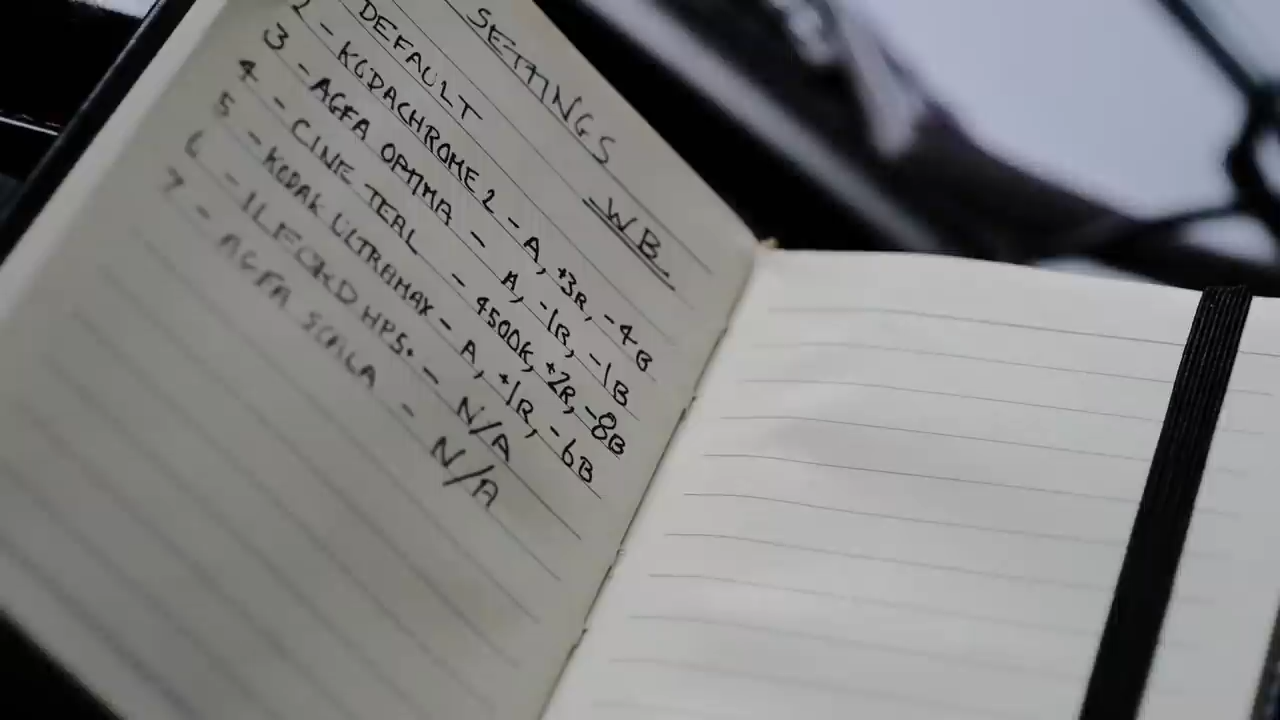 SETTINGS
WB.
DEFAULT
2 - KODACHROME 2 - A, +3R, -4B
3 - AGFA OPTIMA - A, -1R, -1B
4 - CINE TEAL - 4500K, +2R, -8B
5 - KODAK ULTRAMAX - A, +1R, -6B
6 - ILFORD HP5. - N/A
7 - AGFA SCALA - N/A